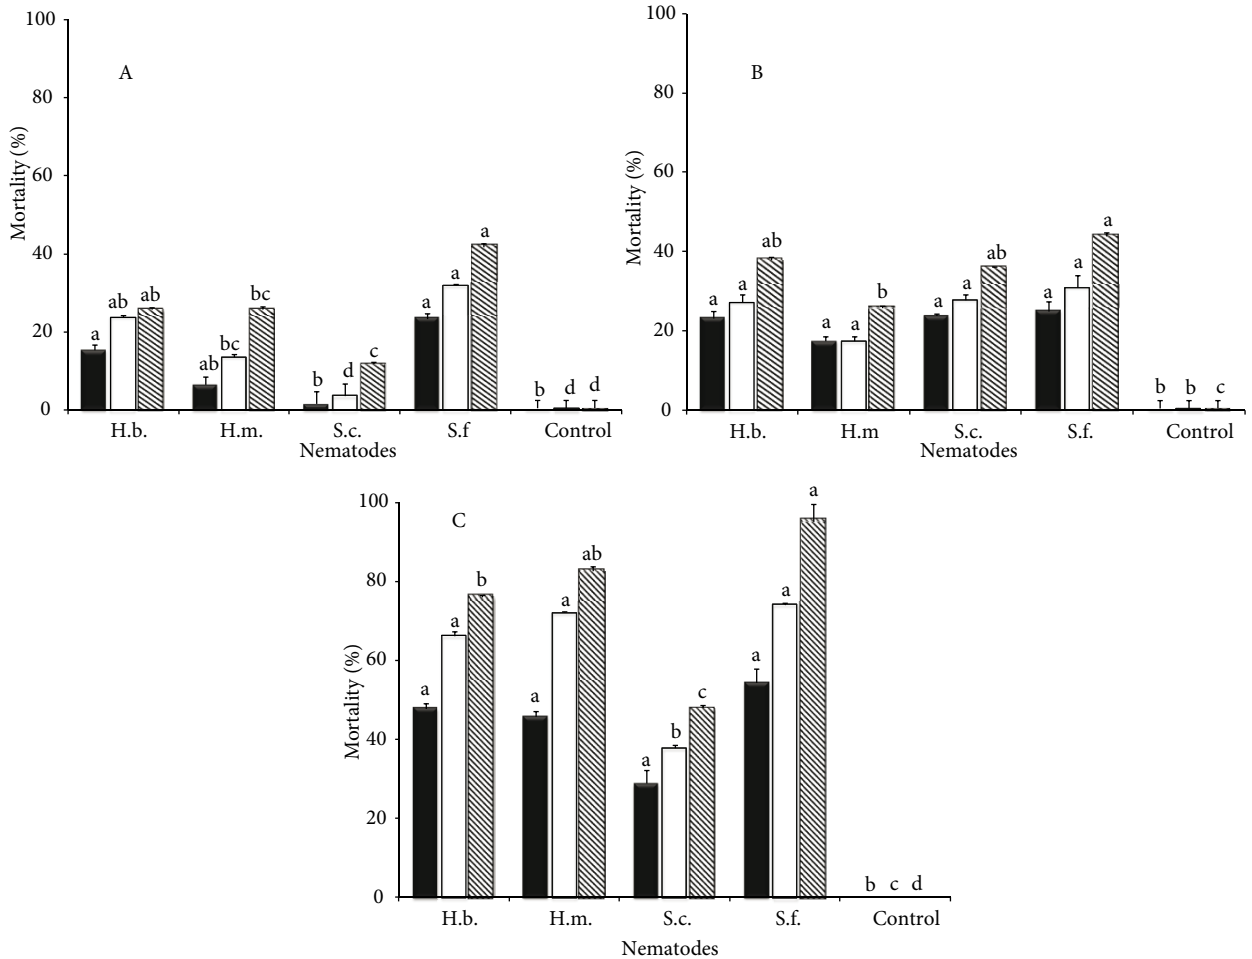 A
Mortality (%)
100
80
60
40
20
0
a ab ab
ab bc bc
b d c
a a a
b d d
H.b. H.m. S.c. S.f Control
Nematodes
B
Mortality (%)
100
80
60
40
20
0
a a ab
a a b
a a ab
a a a
b b c
H.b. H.m S.c. S.f. Control
Nematodes
C
Mortality (%)
100
80
60
40
20
0
a a b
a a ab
a b c
a a a
b c d
H.b. H.m. S.c. S.f. Control
Nematodes